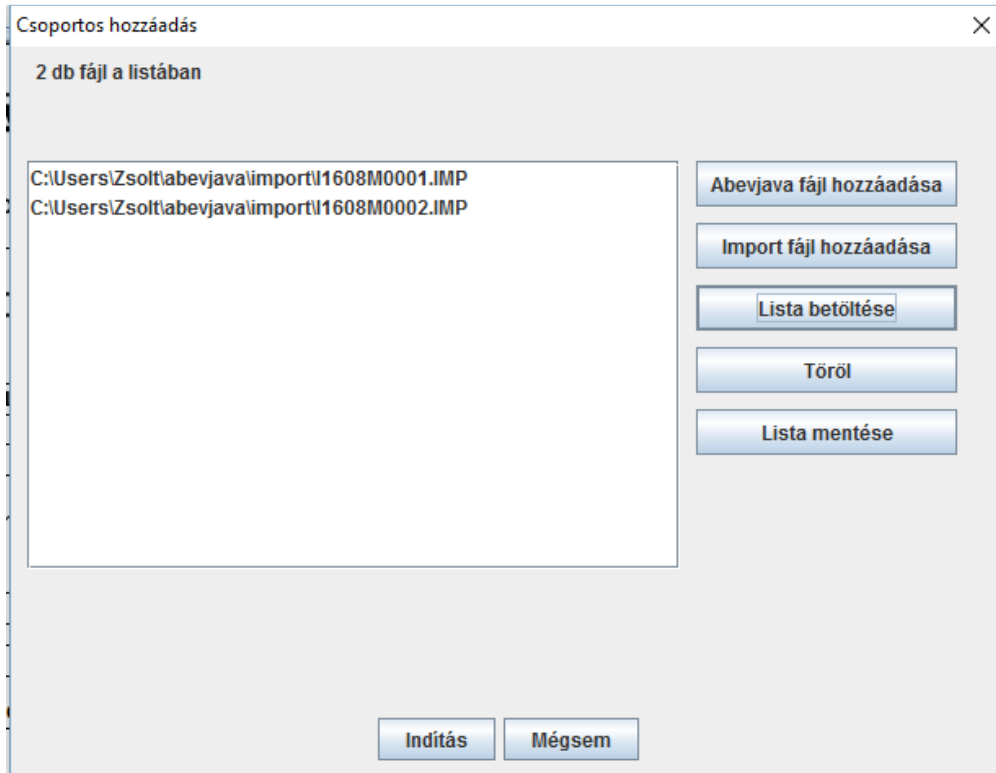 Csoportos hozzáadás
2 db fájl a listában
C:\Users\Zsolt\abevjava\import\I1608M0001.IMP
C:\Users\Zsolt\abevjava\import\I1608M0002.IMP
Abevjava fájl hozzáadása
Import fájl hozzáadása
Lista betöltése
Töröl
Lista mentése
Indítás
Mégsem